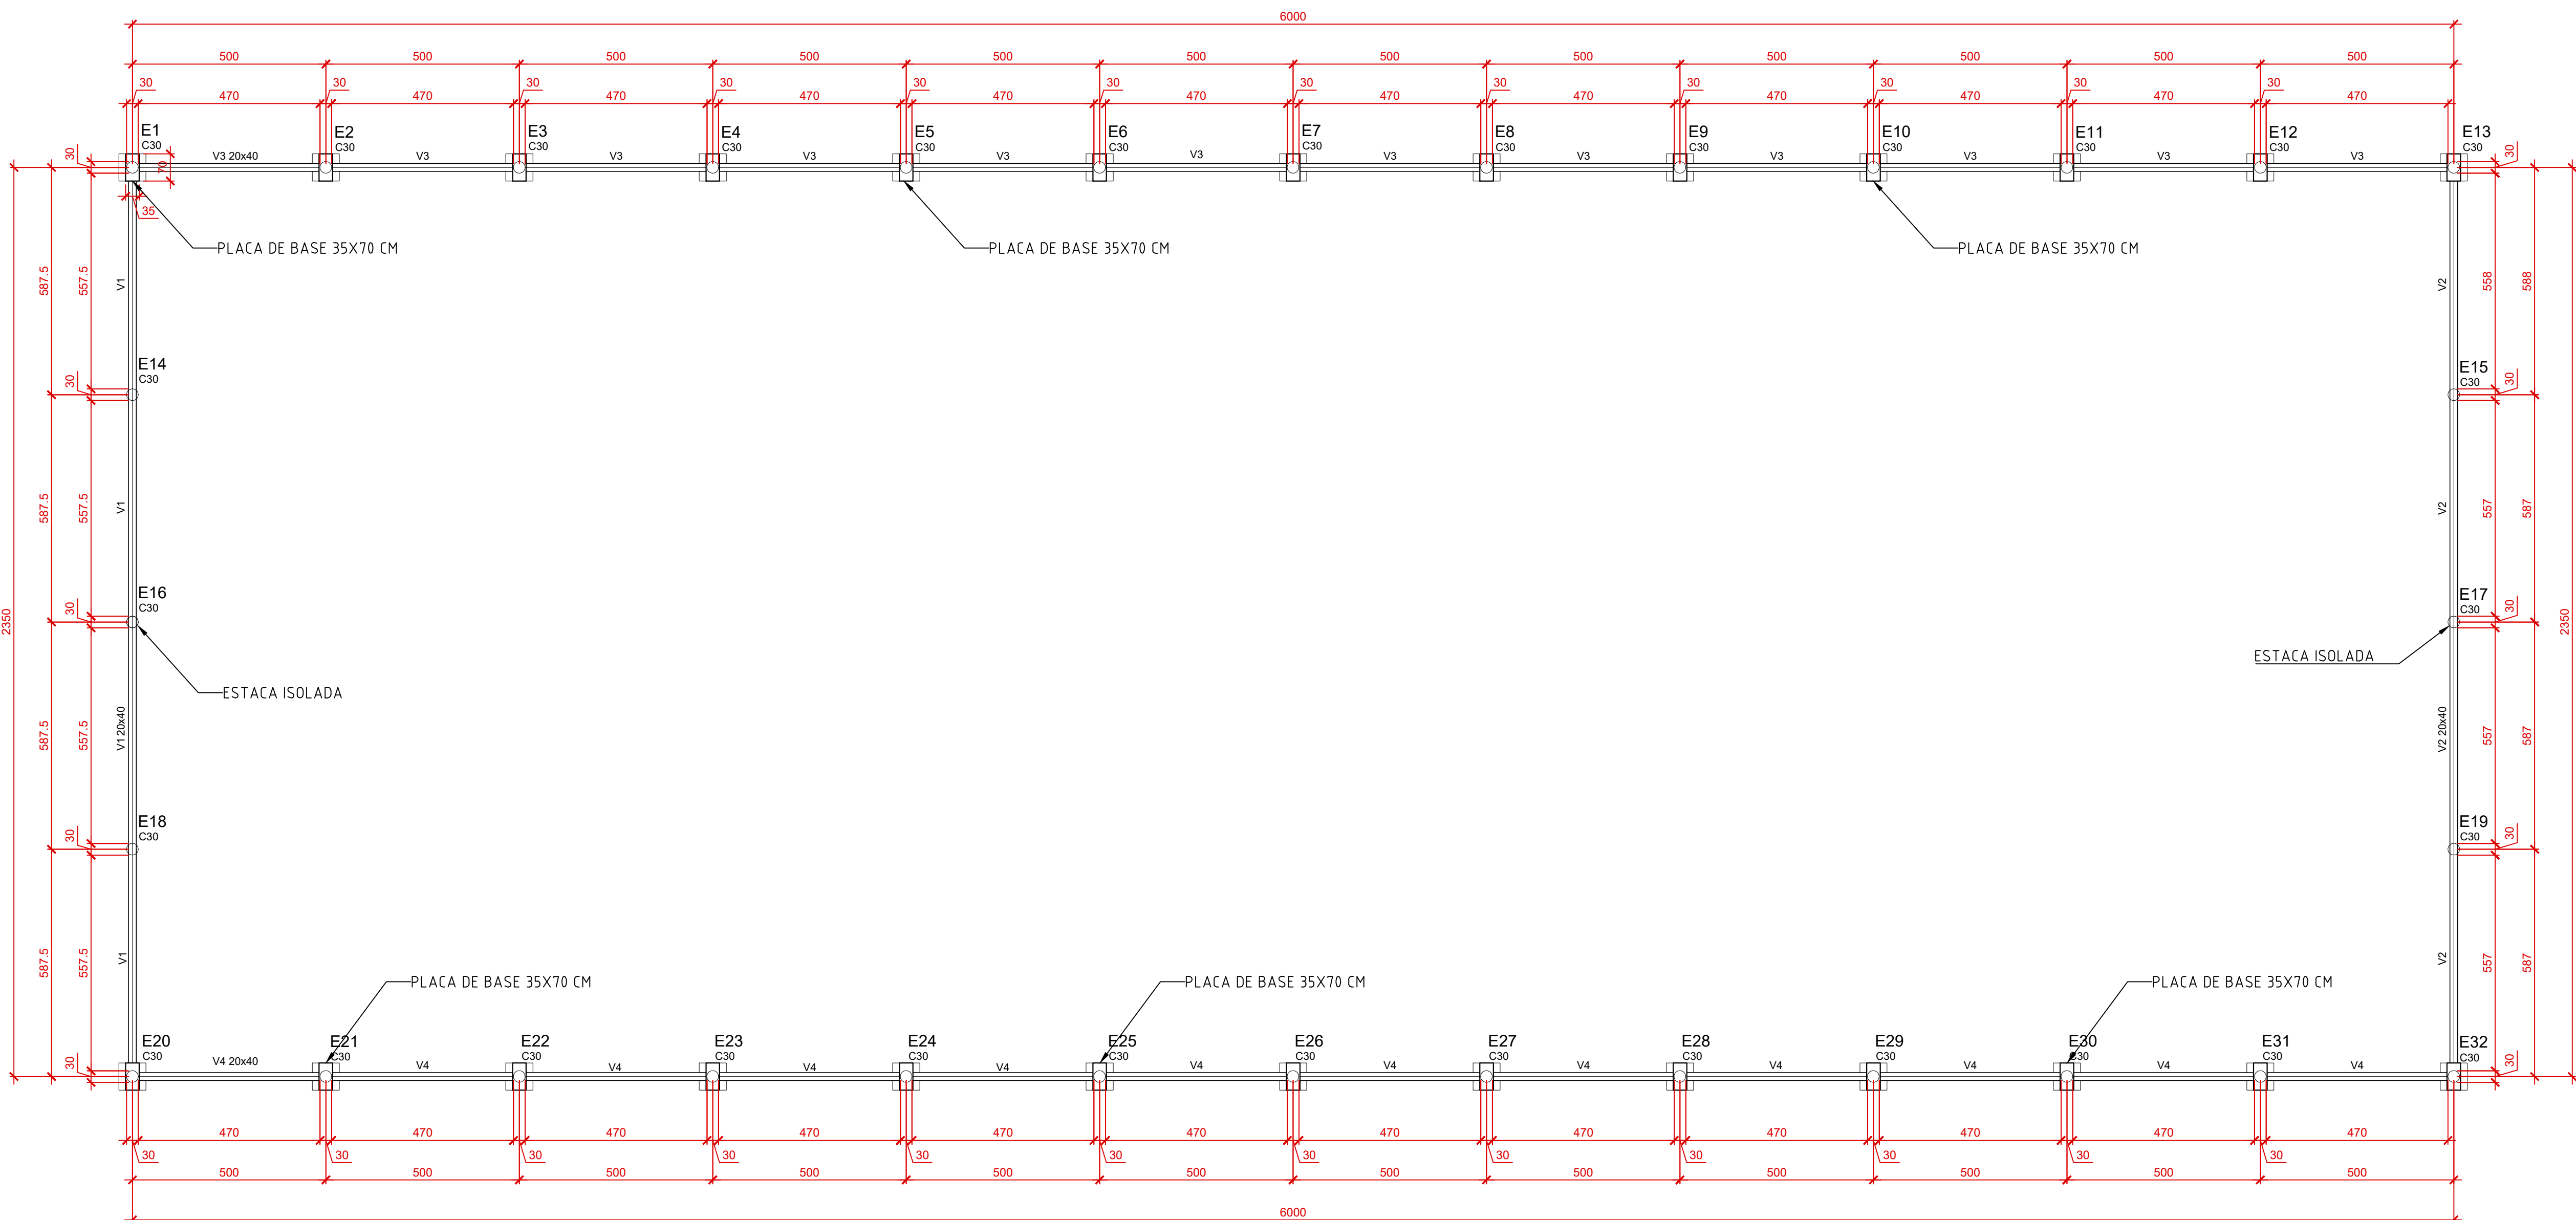 6000
500 500 500 500 500 500 500 500 500 500 500 500
30 30 30 30 30 30 30 30 30 30 30 30
470 470 470 470 470 470 470 470 470 470 470 470
E1 E2 E3 E4 E5 E6 E7 E8 E9 E10 E11 E12 E13
C30 C30 C30 C30 C30 C30 C30 C30 C30 C30 C30 C30 C30
30 70 V3 20x40 V3 V3 V3 V3 V3 V3 V3 V3 V3 V3 V3 30
35
PLACA DE BASE 35X70 CM PLACA DE BASE 35X70 CM PLACA DE BASE 35X70 CM
587.5 557.5 V1 V2 558 588
E14 E15
30 C30 C30 30
587.5 557.5 V1 V2 557 587
E16 E17
30 C30 C30 30
2350 2350
ESTACA ISOLADA
ESTACA ISOLADA
587.5 557.5 V1 20x40 V2 20x40 557 587
E18 E19
30 C30 C30 30
587.5 557.5 V1 V2 557 587
PLACA DE BASE 35X70 CM PLACA DE BASE 35X70 CM PLACA DE BASE 35X70 CM
E20 E21 E22 E23 E24 E25 E26 E27 E28 E29 E30 E31 E32
C30 C30 C30 C30 C30 C30 C30 C30 C30 C30 C30 C30 C30
30 V4 20x40 V4 V4 V4 V4 V4 V4 V4 V4 V4 V4 V4 30
470 470 470 470 470 470 470 470 470 470 470 470
30 30 30 30 30 30 30 30 30 30 30 30
500 500 500 500 500 500 500 500 500 500 500 500
6000